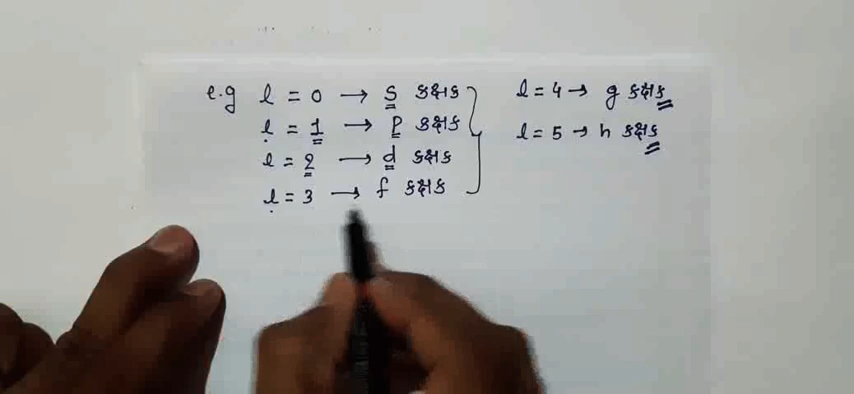 e.g l = 0 → s કક્ષક
l = 1 → p કક્ષક
l = 2 → d કક્ષક
l = 3 → f કક્ષક
l = 4 → g કક્ષક
l = 5 → h કક્ષક